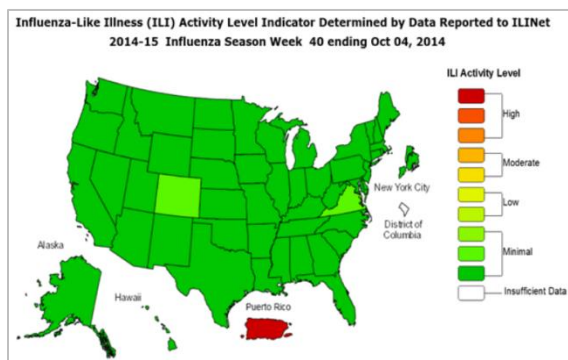 Influenza-Like Illness (ILI) Activity Level Indicator Determined by Data Reported to ILINet
2014-15 Influenza Season Week 40 ending Oct 04, 2014
ILI Activity Level
High
Moderate
New York City
Low
District of
Columbia
Alaska
Minimal
Hawaii
Puerto Rico
Insufficient Data